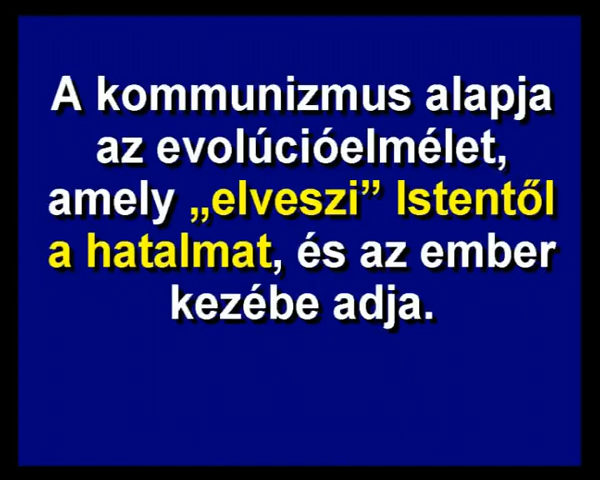 A kommunizmus alapja
az evolúcióelmélet,
amely „elveszi” Istentől
a hatalmat, és az ember
kezébe adja.